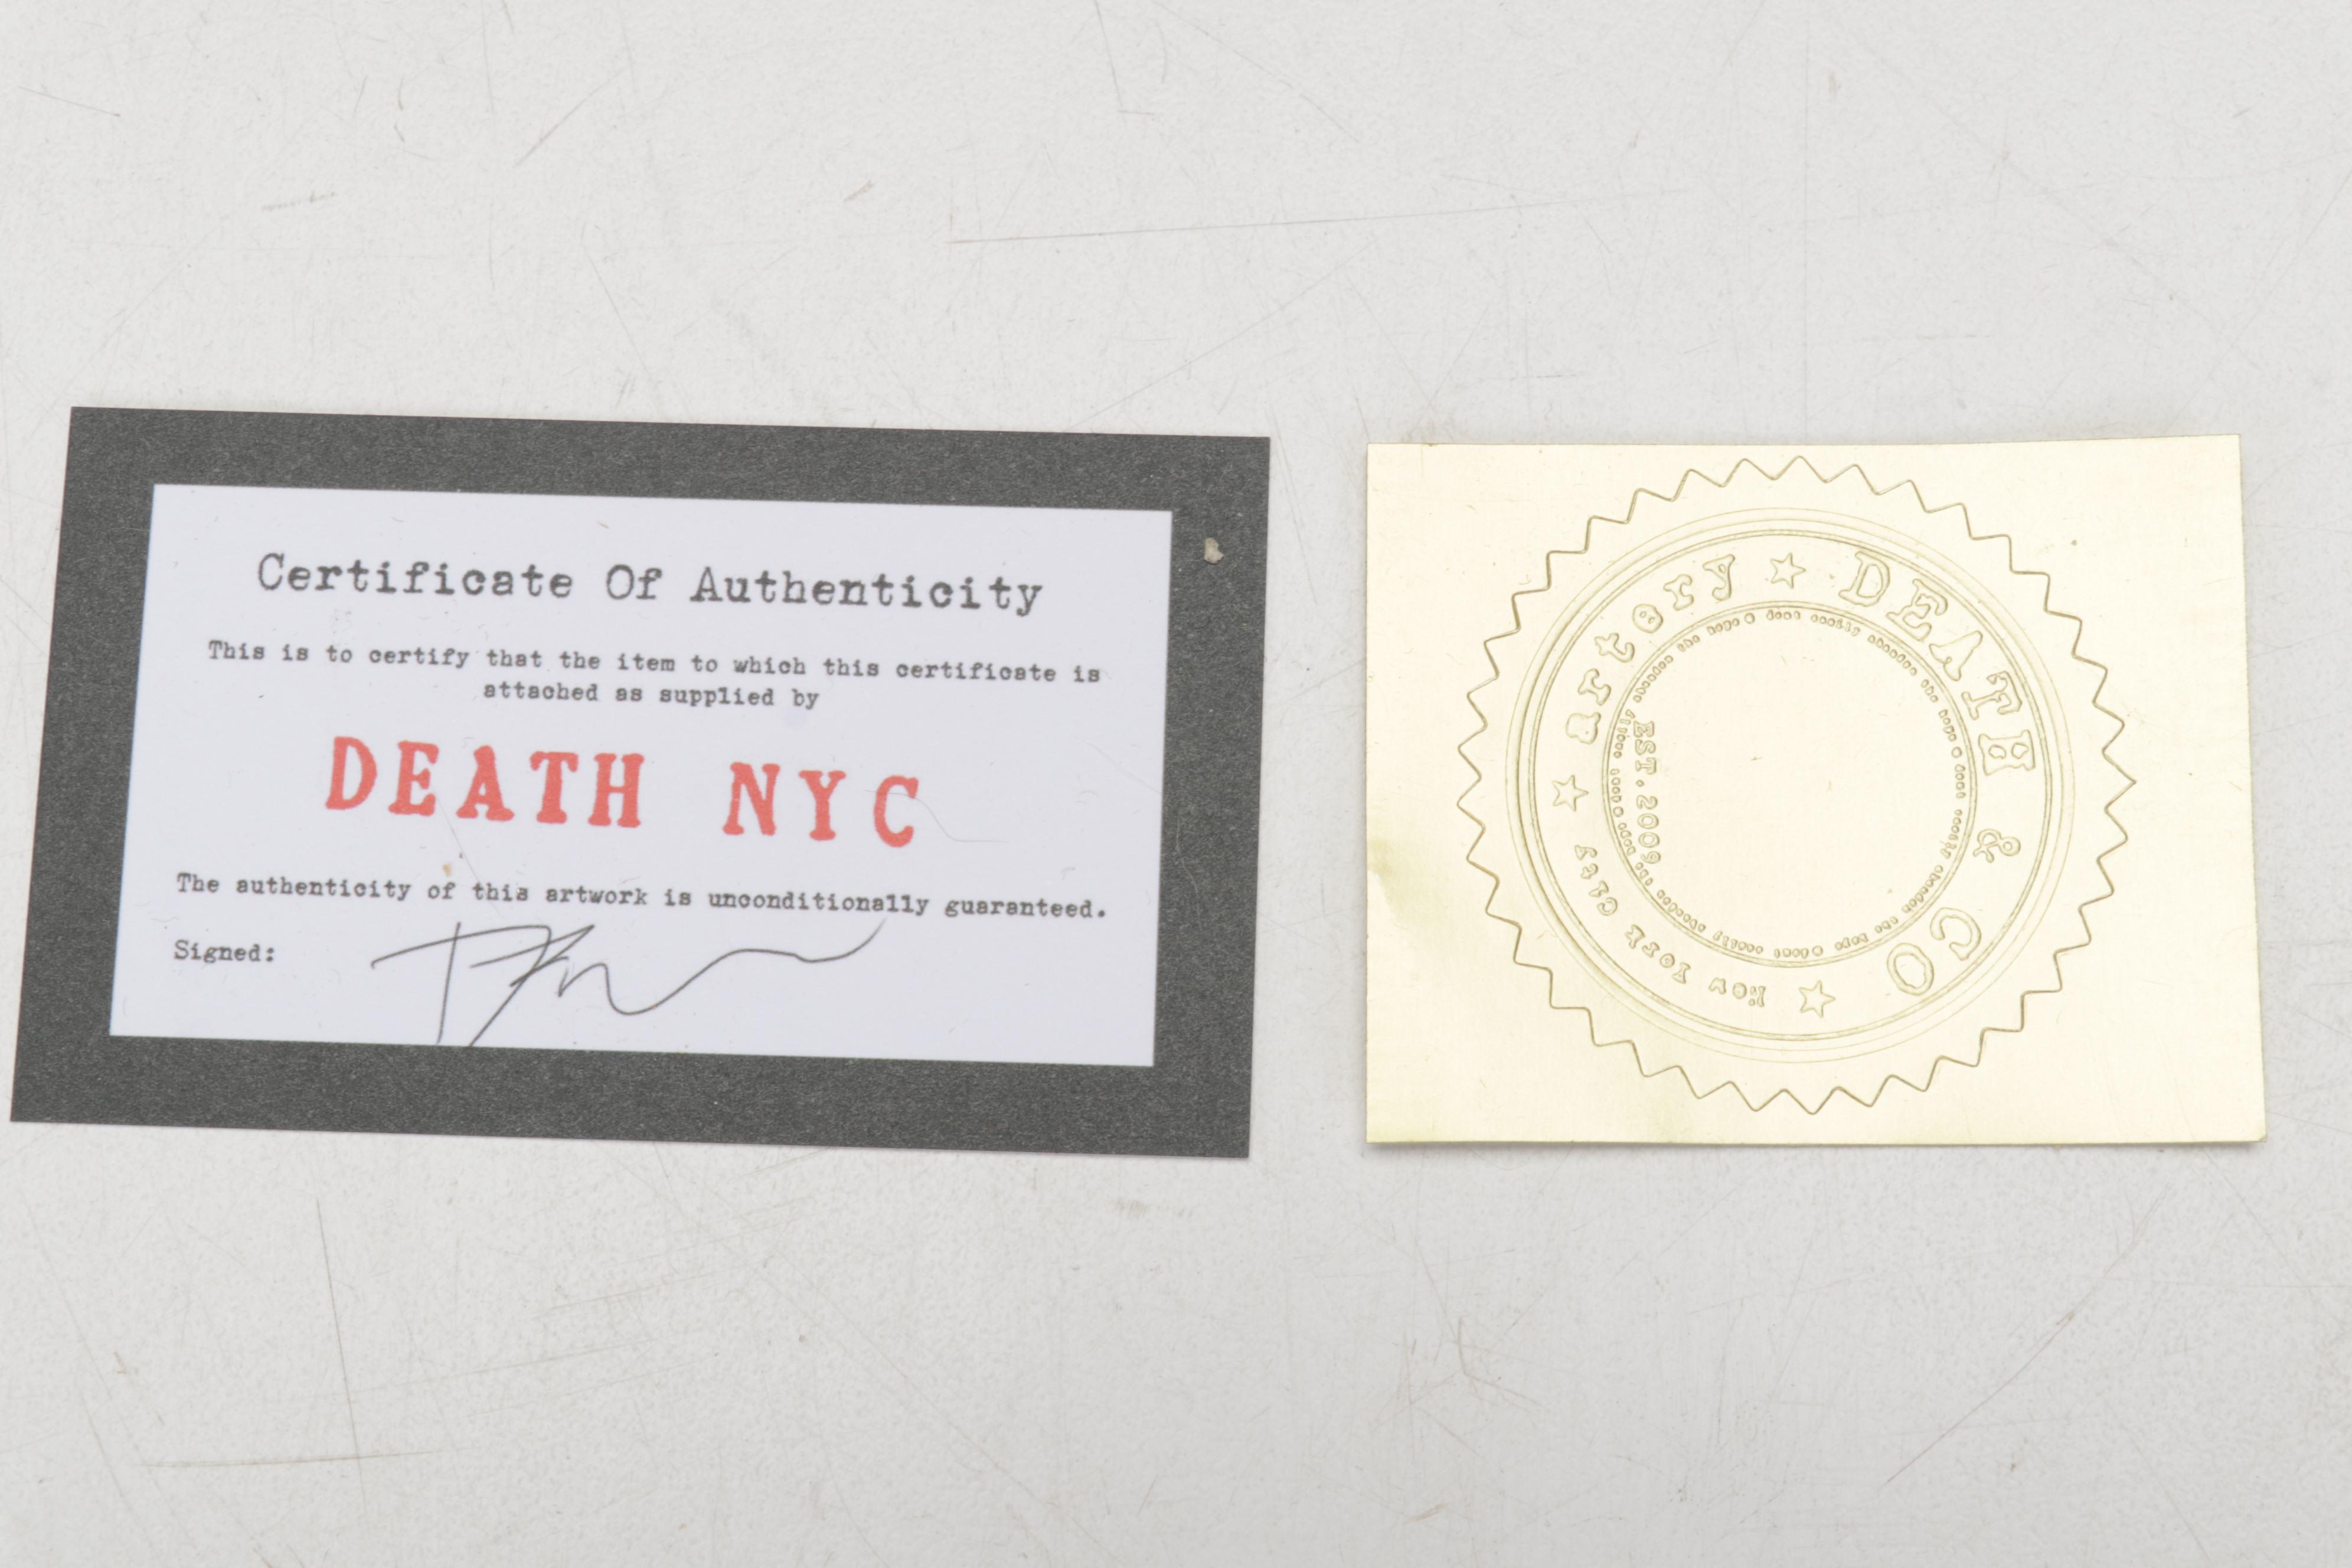 Certificate Of Authenticity
This is to certify that the item to which this certificate is
attached as supplied by
DEATH NYC
The authenticity of this artwork is unconditionally guaranteed.
Signed:
artery ☆ DEATH & CO ☆ New York City ☆
EST. 2009